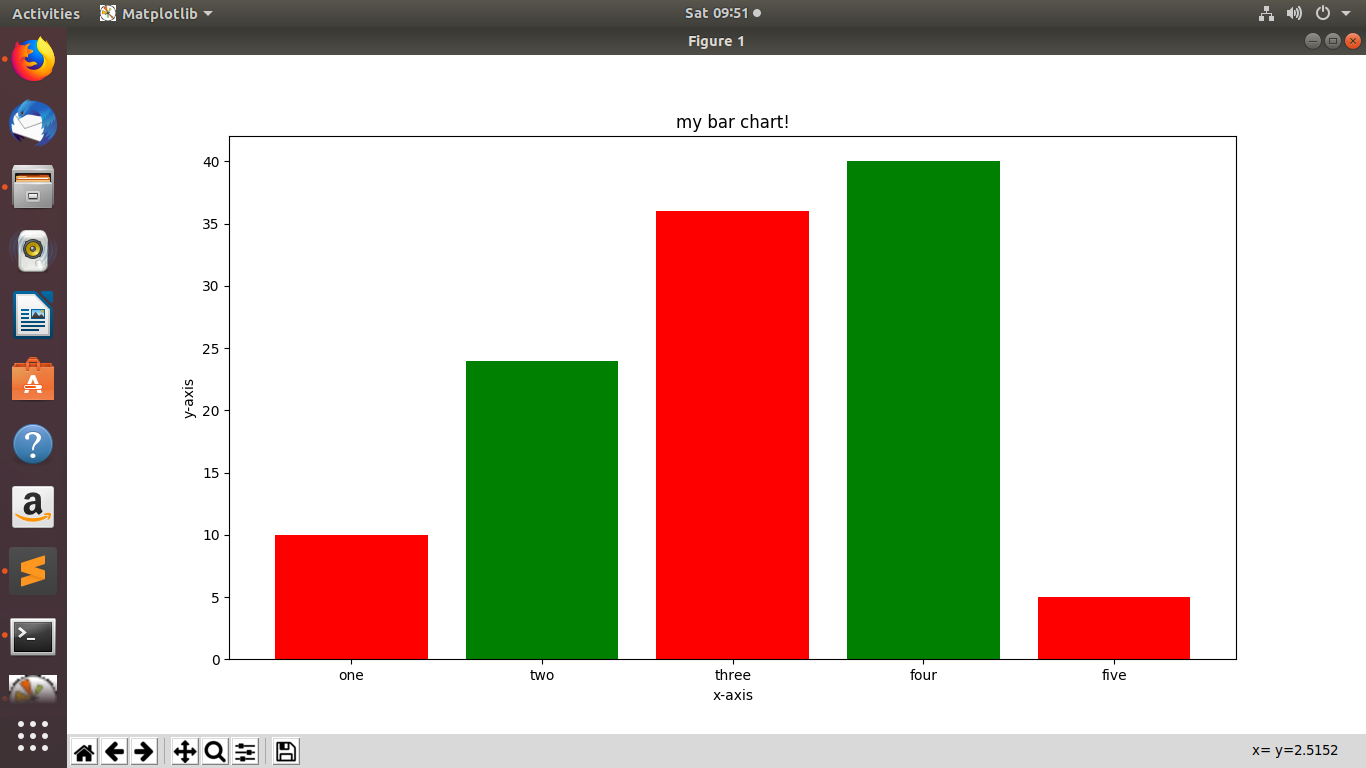 Activities Matplotlib Sat 09:51
Figure 1
my bar chart!
40
35
30
25
20
15
10
5
0
y-axis
one two three four five
x-axis
x= y=2.5152